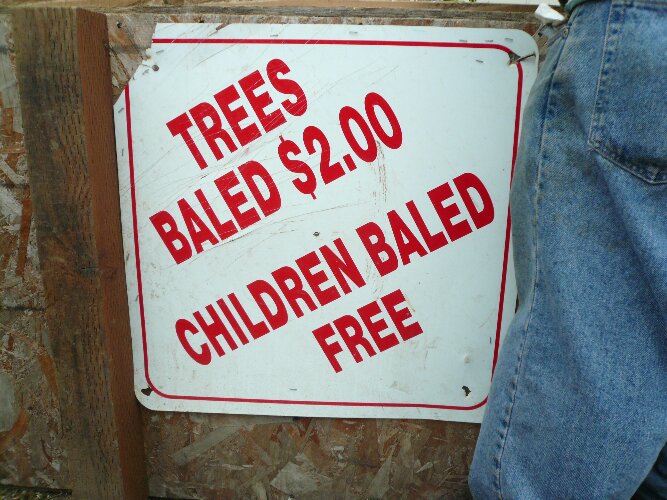 TREES
BALED $2.00
CHILDREN BALED
FREE